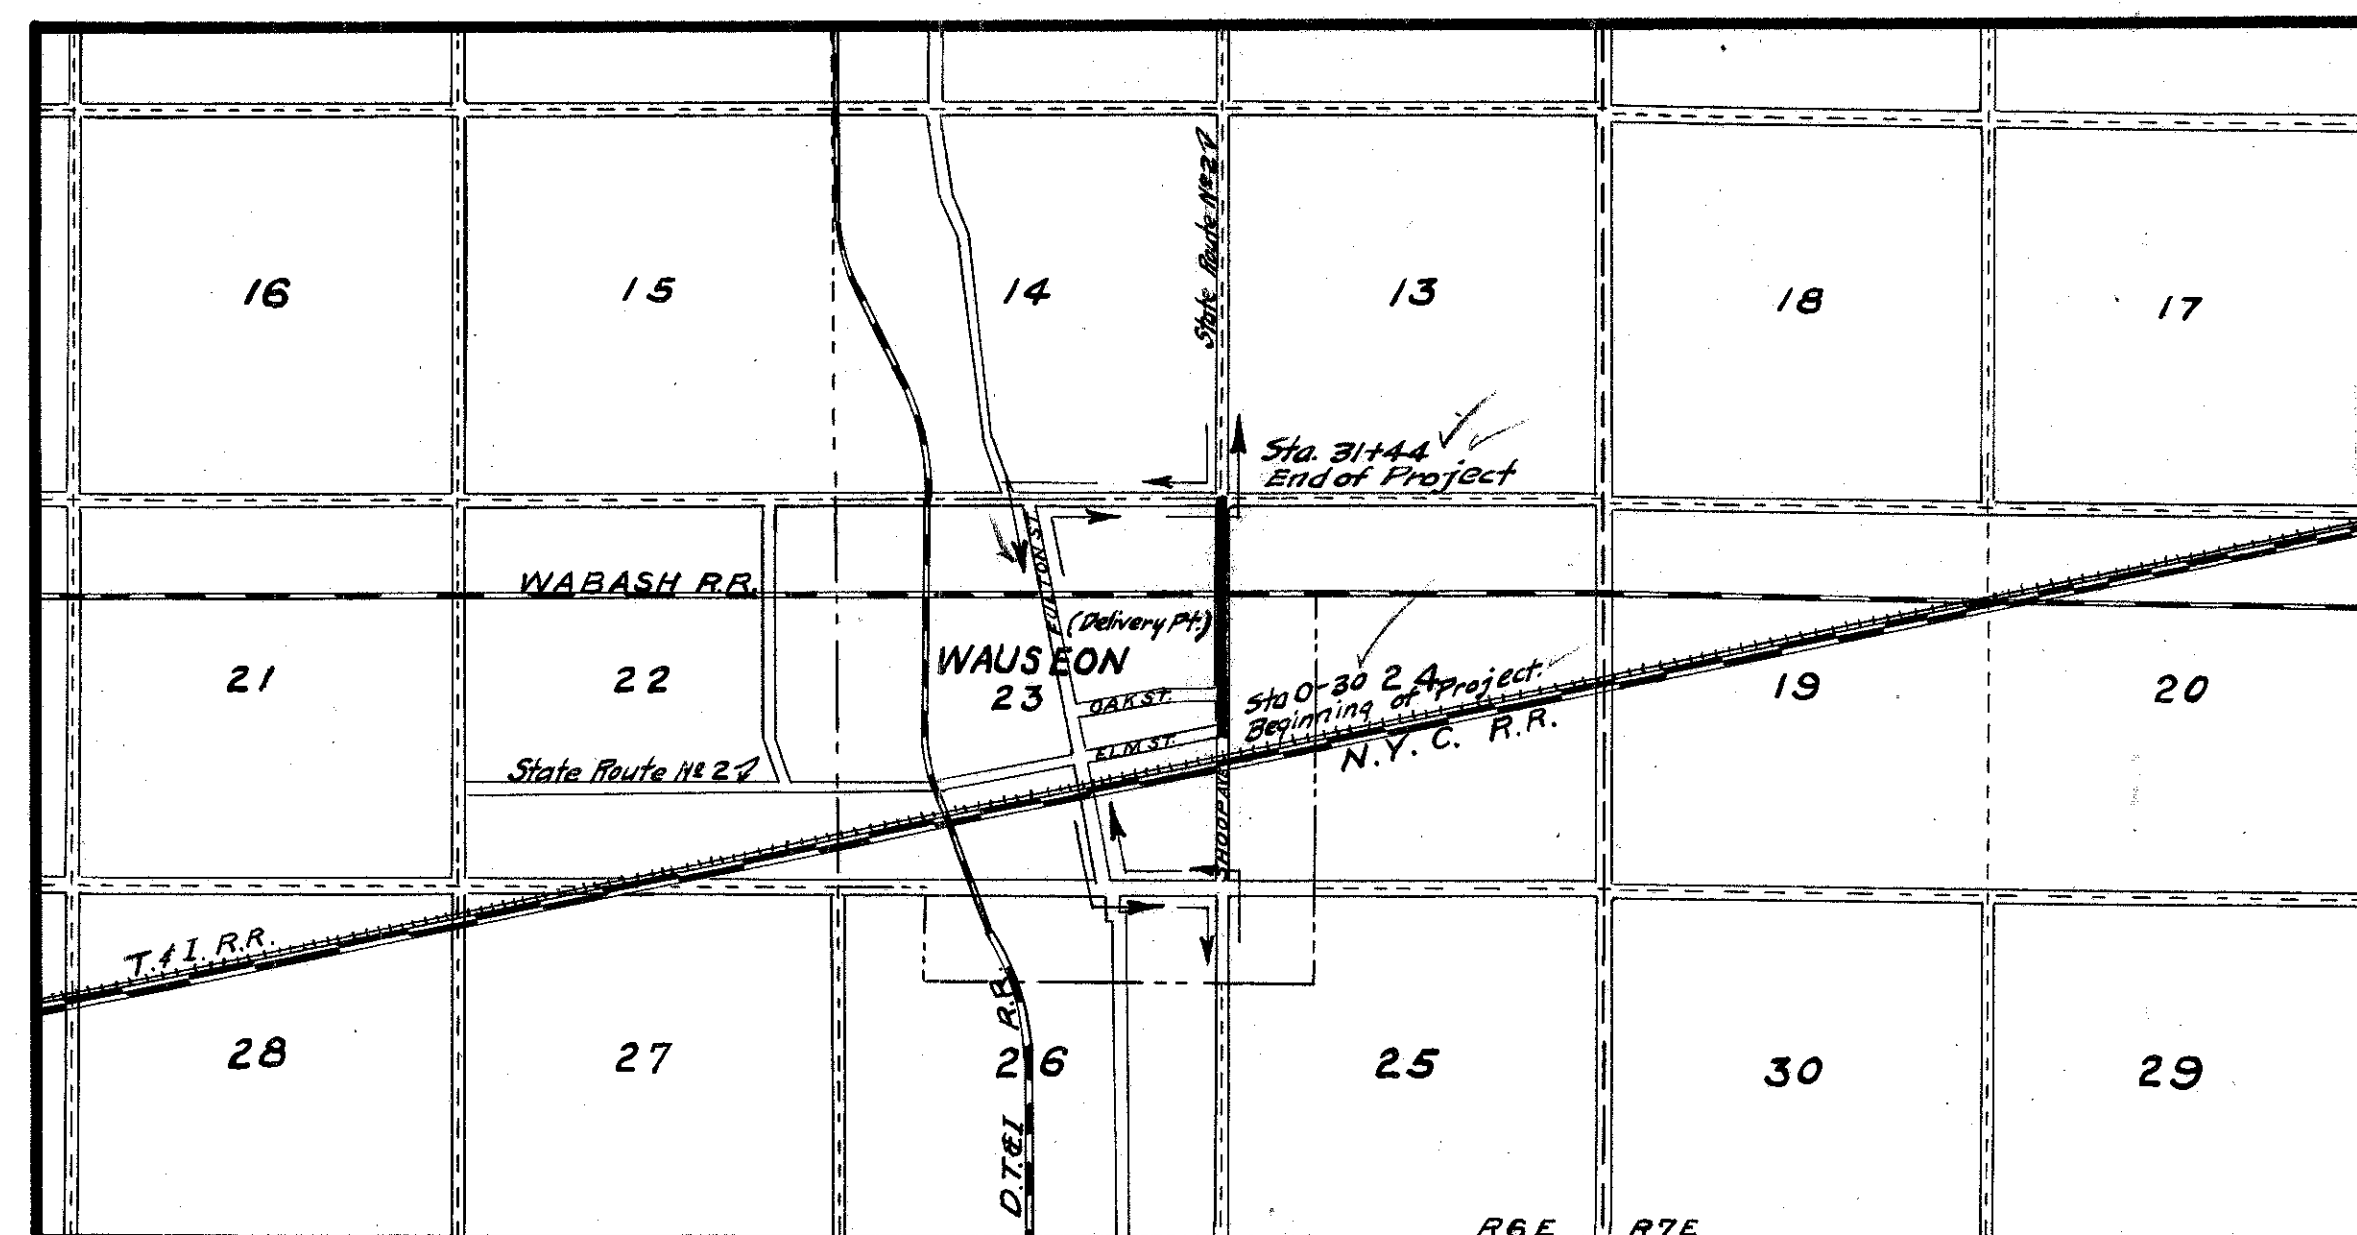 16
15
14
13
18
17
State Route № 2
Sta. 31+44
End of Project
FULTON ST.
WABASH R.R.
(Delivery Pt.)
WAUSEON
21
22
23
19
20
OAK ST.
ELM ST.
Sta 0-30 2 4
Beginning of Project.
N.Y.C. R.R.
State Route № 2
SHOOP AVE
T. & I. R.R.
28
27
26
25
30
29
D.T.&I R.R.
R6E R7E